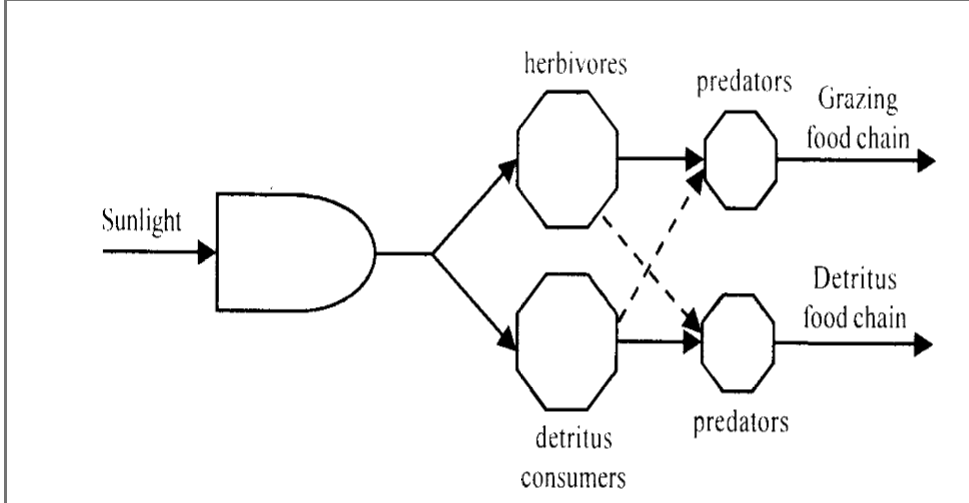 herbivores
predators
Grazing
food chain
Sunlight
Detritus
food chain
predators
detritus
consumers